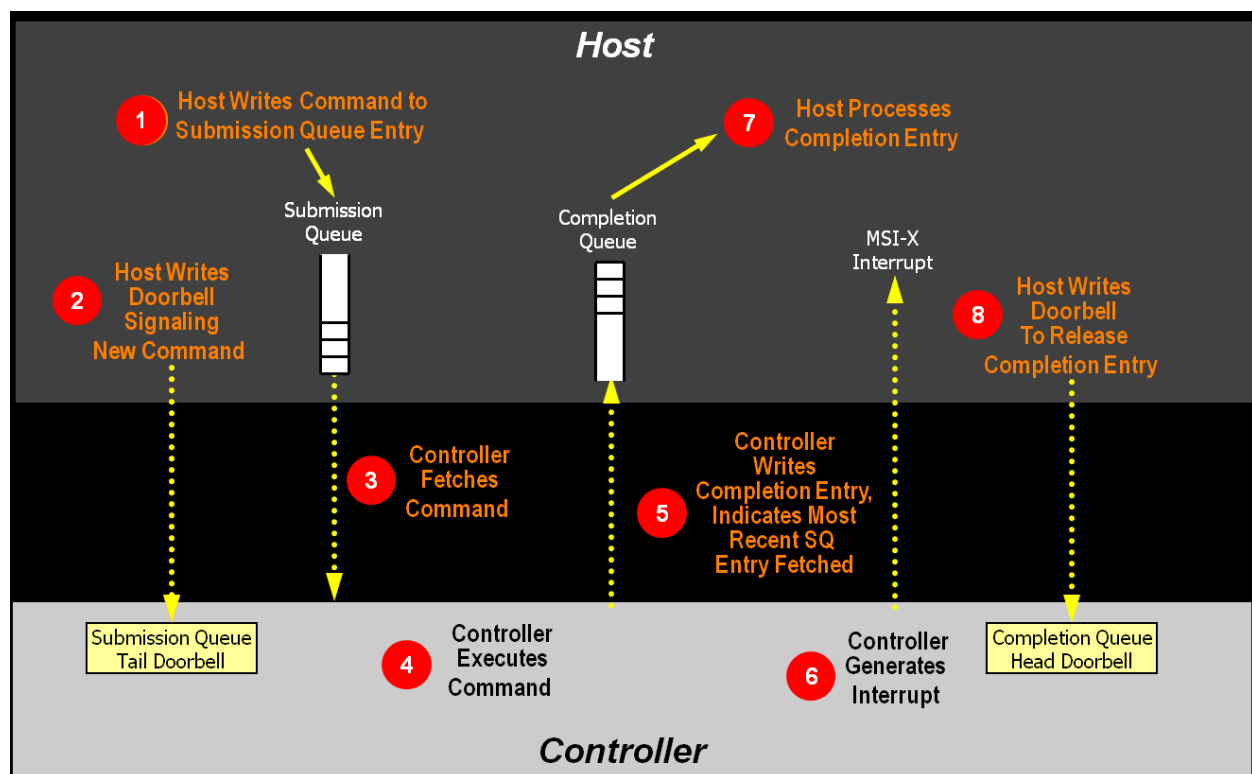 Host
1
Host Writes Command to
Submission Queue Entry
7
Host Processes
Completion Entry
Submission
Queue
Completion
Queue
MSI-X
Interrupt
2
Host Writes
Doorbell
Signaling
New Command
8
Host Writes
Doorbell
To Release
Completion Entry
3
Controller
Fetches
Command
5
Controller
Writes
Completion Entry,
Indicates Most
Recent SQ
Entry Fetched
Submission Queue
Tail Doorbell
4
Controller
Executes
Command
6
Controller
Generates
Interrupt
Completion Queue
Head Doorbell
Controller